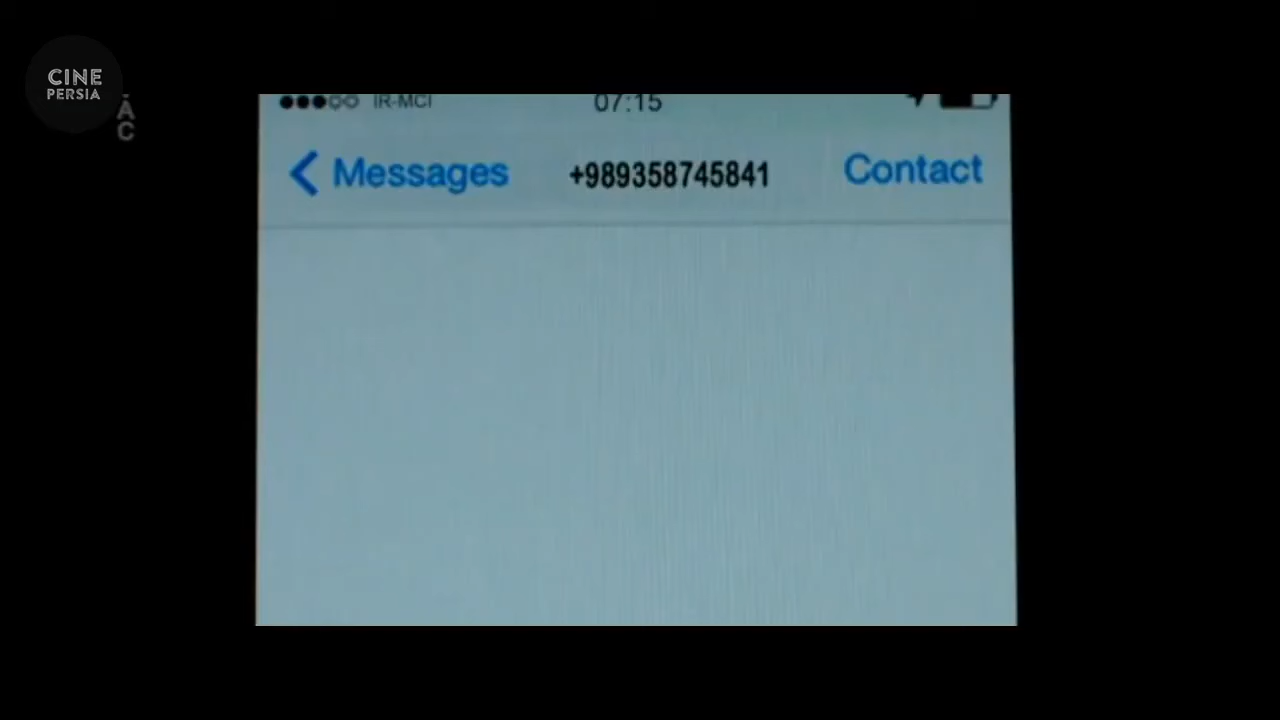 CINE
PERSIA
A
C
IR-MCI 07:15
Messages +989358745841 Contact